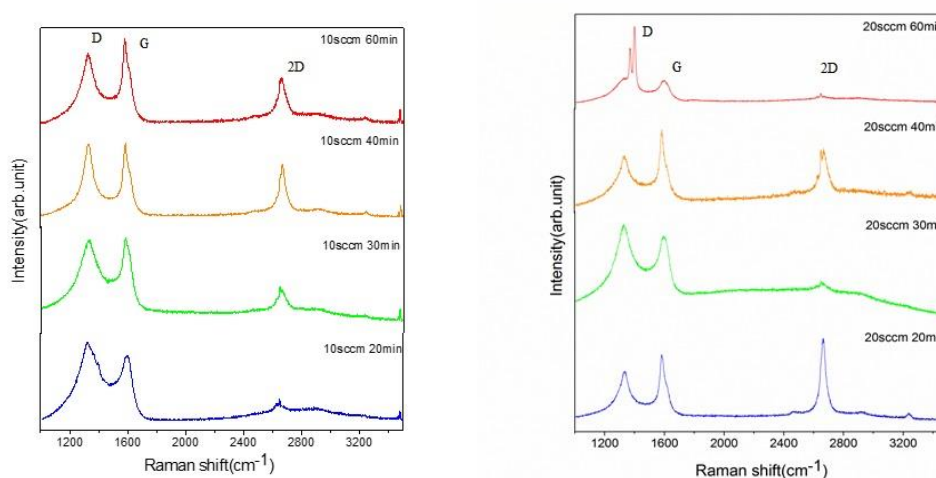 D
G
2D
10sccm 60min
10sccm 40min
10sccm 30min
10sccm 20min
Intensity(arb.unit)
1200 1600 2000 2400 2800 3200
Raman shift(cm-1)
20sccm 60min
D
G
2D
20sccm 40min
20sccm 30min
20sccm 20min
Intensity(arb.unit)
1200 1600 2000 2400 2800 3200
Raman shift(cm-1)